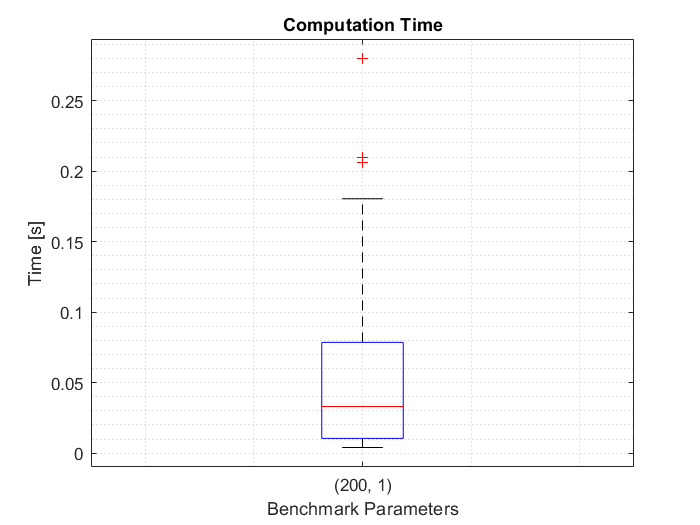 Computation Time
0.25
0.2
0.15
0.1
0.05
0
Time [s]
(200, 1)
Benchmark Parameters